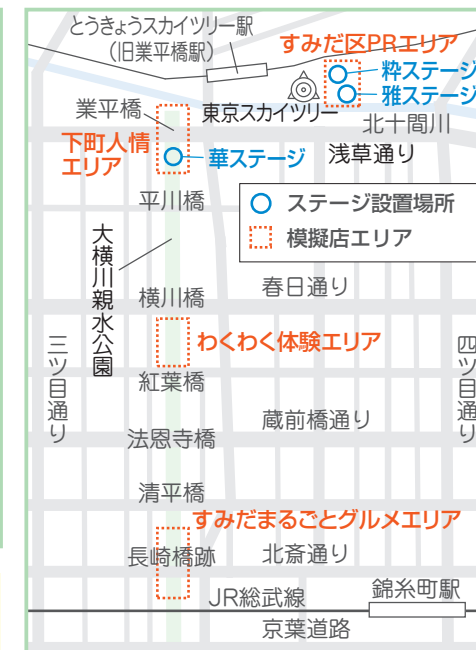 とうきょうスカイツリー駅
(旧業平橋駅)
すみだ区PRエリア
粋ステージ
雅ステージ
業平橋
東京スカイツリー
北十間川
下町人情
エリア
華ステージ
浅草通り
平川橋
ステージ設置場所
模擬店エリア
大横川親水公園
春日通り
横川橋
三ツ目通り
わくわく体験エリア
四ツ目通り
紅葉橋
蔵前橋通り
法恩寺橋
清平橋
すみだまるごとグルメエリア
長崎橋跡
北斎通り
JR総武線
錦糸町駅
京葉道路